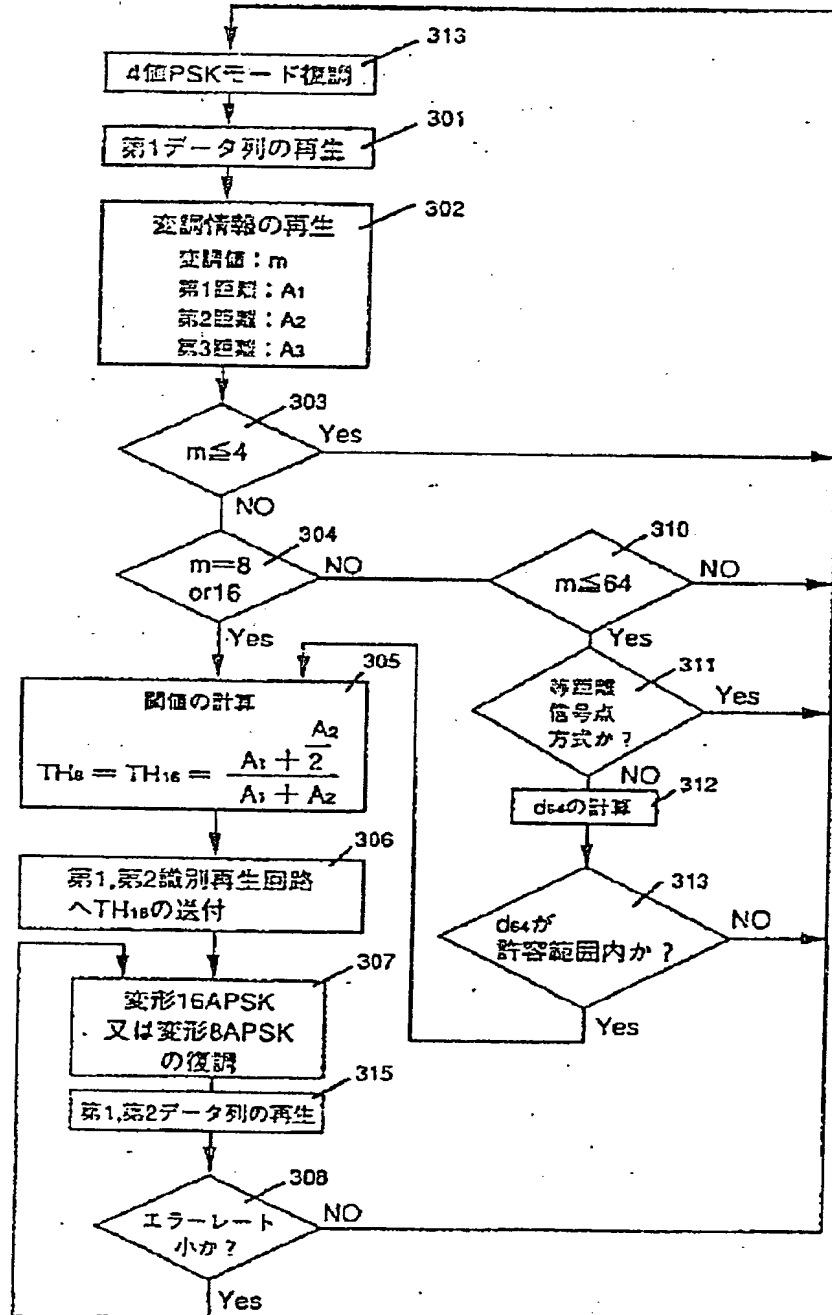 313
4値PSKモード復調
301
第1データ列の再生
302
変調情報の再生
変調値:m
第1距離:A1
第2距離:A2
第3距離:A3
303
m≦4
Yes
NO
304
m=8
or16
NO
Yes
310
m≦64
NO
Yes
305
閾値の計算
TH8 = TH16 = (A1 + A2/2) / (A1 + A2)
311
等距離
信号点
方式か?
Yes
NO
312
d64の計算
306
第1,第2識別再生回路
へTH16の送付
313
d64が
許容範囲内か?
NO
Yes
307
変形16APSK
又は変形8APSK
の復調
315
第1,第2データ列の再生
308
エラーレート
小か?
NO
Yes